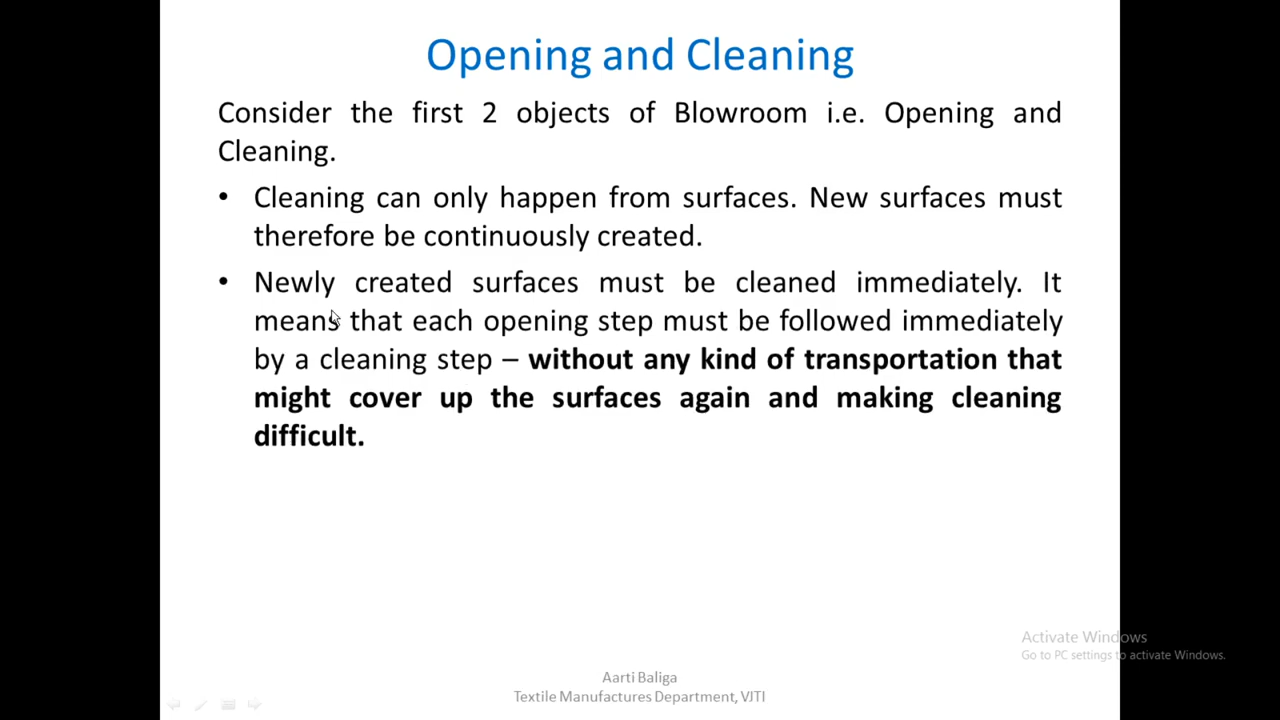 Opening and Cleaning
Consider the first 2 objects of Blowroom i.e. Opening and
Cleaning.
• Cleaning can only happen from surfaces. New surfaces must
therefore be continuously created.
• Newly created surfaces must be cleaned immediately. It
means that each opening step must be followed immediately
by a cleaning step – without any kind of transportation that
might cover up the surfaces again and making cleaning
difficult.
Activate Windows
Go to PC settings to activate Windows.
Aarti Baliga
Textile Manufactures Department, VJTI